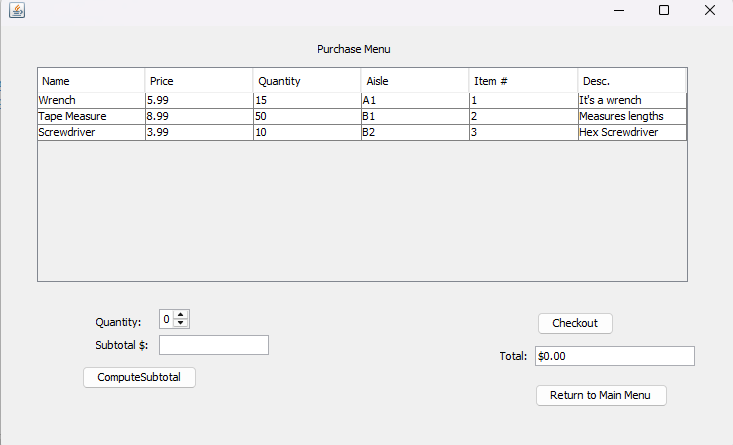 Purchase Menu
Name Price Quantity Aisle Item # Desc.
Wrench 5.99 15 A1 1 It's a wrench
Tape Measure 8.99 50 B1 2 Measures lengths
Screwdriver 3.99 10 B2 3 Hex Screwdriver
Quantity: 0
Checkout
Subtotal $:
Total: $0.00
ComputeSubtotal
Return to Main Menu